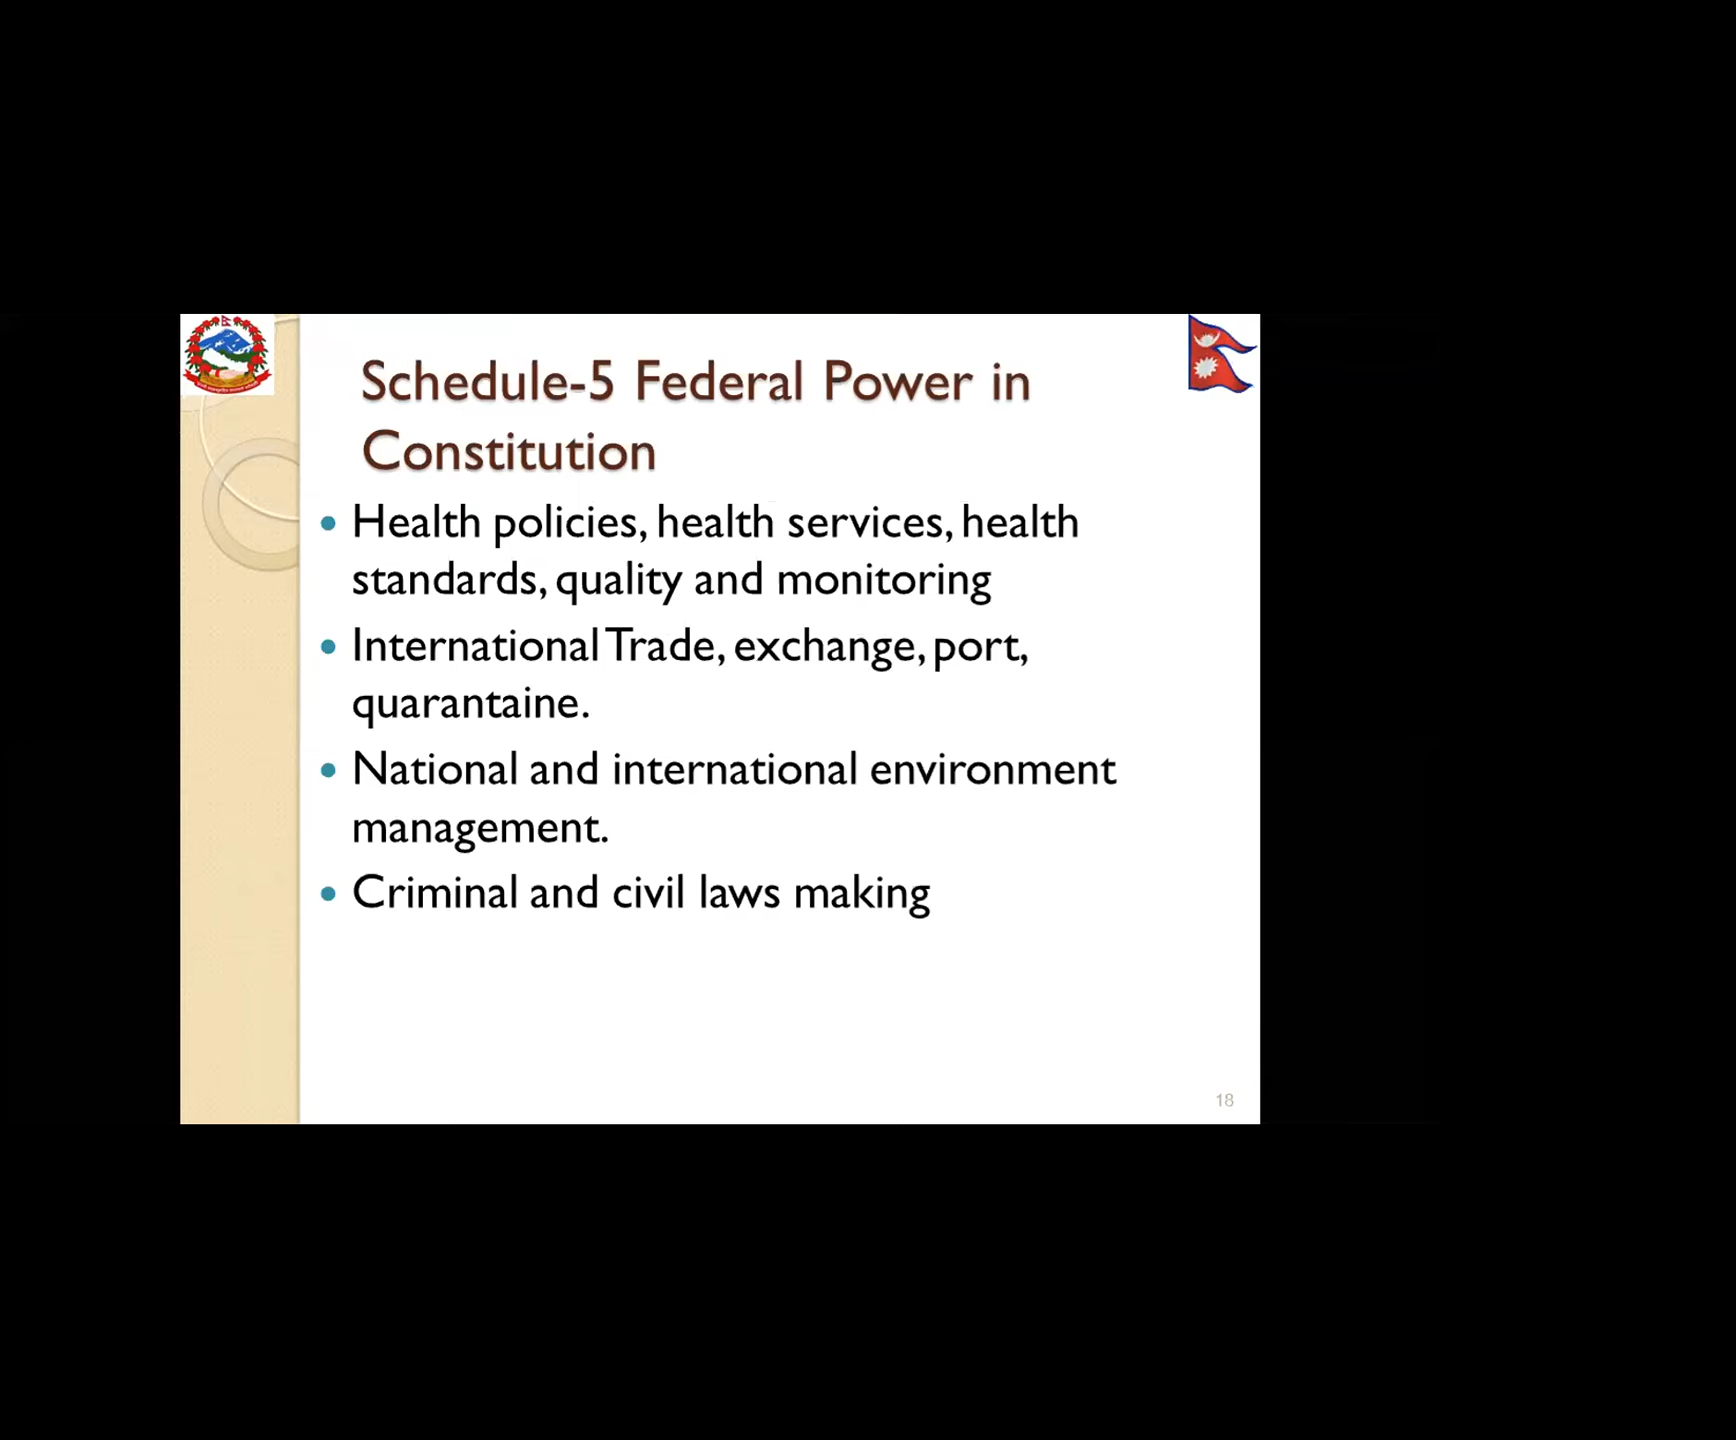 Schedule-5 Federal Power in
Constitution
Health policies, health services, health
standards, quality and monitoring
International Trade, exchange, port,
quarantaine.
National and international environment
management.
Criminal and civil laws making
18